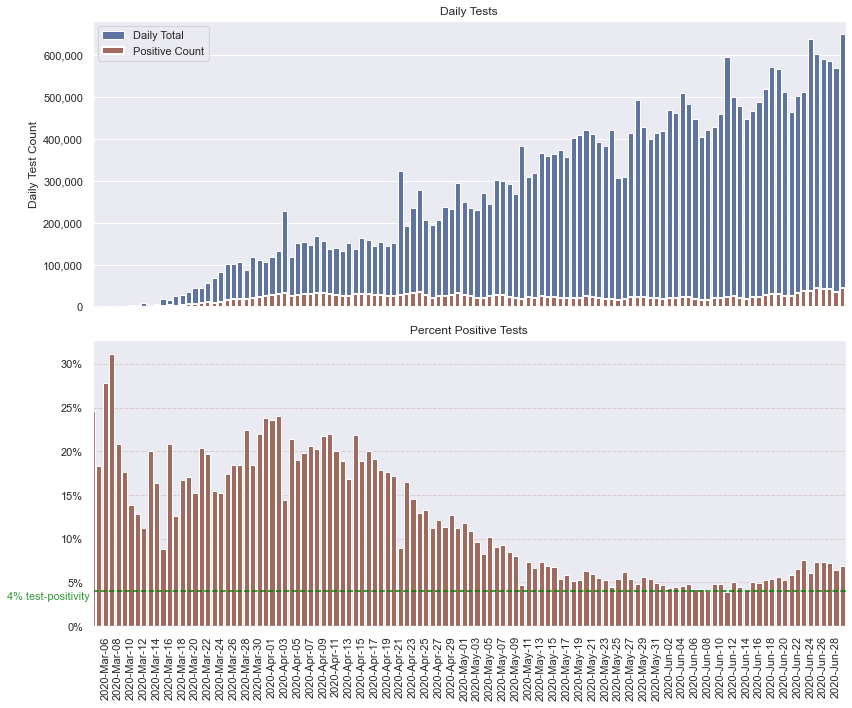 Daily Tests
Daily Total
Positive Count
600,000
500,000
400,000
300,000
200,000
100,000
0
Daily Test Count
Percent Positive Tests
30%
25%
20%
15%
10%
5%
4% test-positivity
0%
2020-Mar-06
2020-Mar-08
2020-Mar-10
2020-Mar-12
2020-Mar-14
2020-Mar-16
2020-Mar-18
2020-Mar-20
2020-Mar-22
2020-Mar-24
2020-Mar-26
2020-Mar-28
2020-Mar-30
2020-Apr-01
2020-Apr-03
2020-Apr-05
2020-Apr-07
2020-Apr-09
2020-Apr-11
2020-Apr-13
2020-Apr-15
2020-Apr-17
2020-Apr-19
2020-Apr-21
2020-Apr-23
2020-Apr-25
2020-Apr-27
2020-Apr-29
2020-May-01
2020-May-03
2020-May-05
2020-May-07
2020-May-09
2020-May-11
2020-May-13
2020-May-15
2020-May-17
2020-May-19
2020-May-21
2020-May-23
2020-May-25
2020-May-27
2020-May-29
2020-May-31
2020-Jun-02
2020-Jun-04
2020-Jun-06
2020-Jun-08
2020-Jun-10
2020-Jun-12
2020-Jun-14
2020-Jun-16
2020-Jun-18
2020-Jun-20
2020-Jun-22
2020-Jun-24
2020-Jun-26
2020-Jun-28